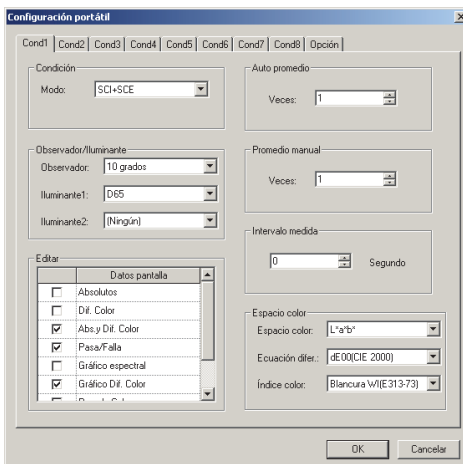 Configuración portátil
Cond1 Cond2 Cond3 Cond4 Cond5 Cond6 Cond7 Cond8 Opción
Condición
Modo: SCI+SCE
Auto promedio
Veces: 1
Observador/Iluminante
Observador: 10 grados
Iluminante1: D65
Iluminante2: (Ningún)
Promedio manual
Veces: 1
Intervalo medida
0 Segundo
Editar
Datos pantalla
Absolutos
Dif. Color
Abs.y Dif. Color
Pasa/Falla
Gráfico espectral
Gráfico Dif. Color
Espacio color
Espacio color: L*a*b*
Ecuación difer.: dE00(CIE 2000)
Índice color: Blancura WI(E313-73)
OK Cancelar